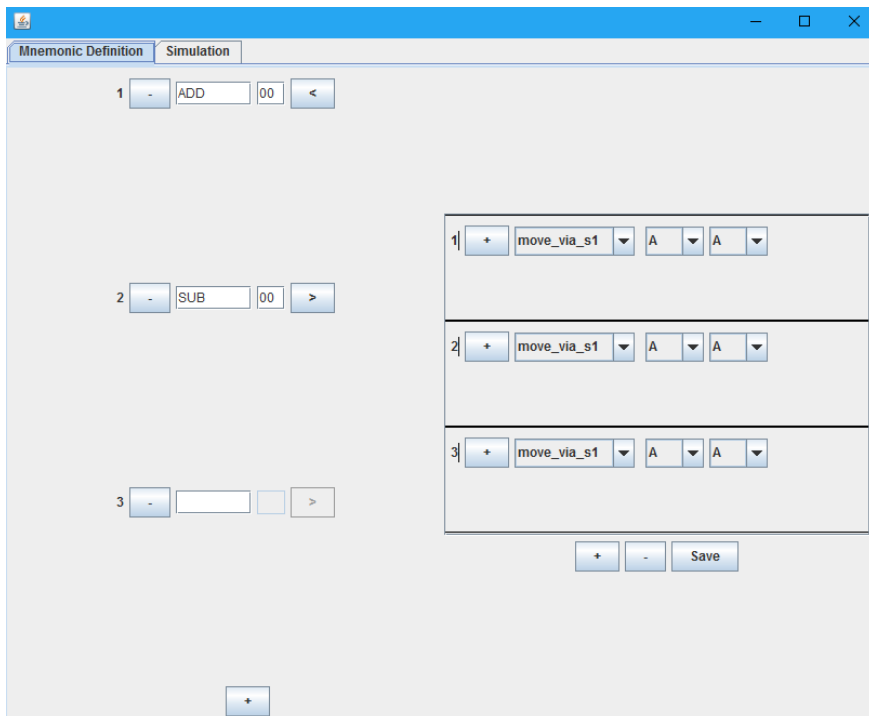 Mnemonic Definition Simulation
1 - ADD 00 <
1 + move_via_s1 A A
2 - SUB 00 >
2 + move_via_s1 A A
3 + move_via_s1 A A
3 - >
+ - Save
+